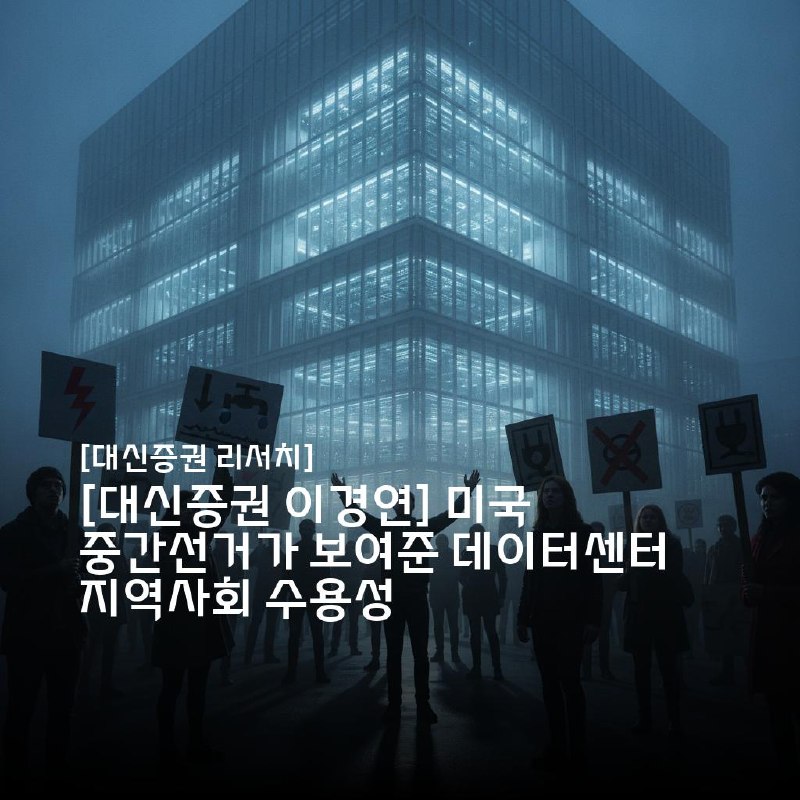 [대신증권 리서치]
[대신증권 이경연] 미국
중간선거가 보여준 데이터센터
지역사회 수용성